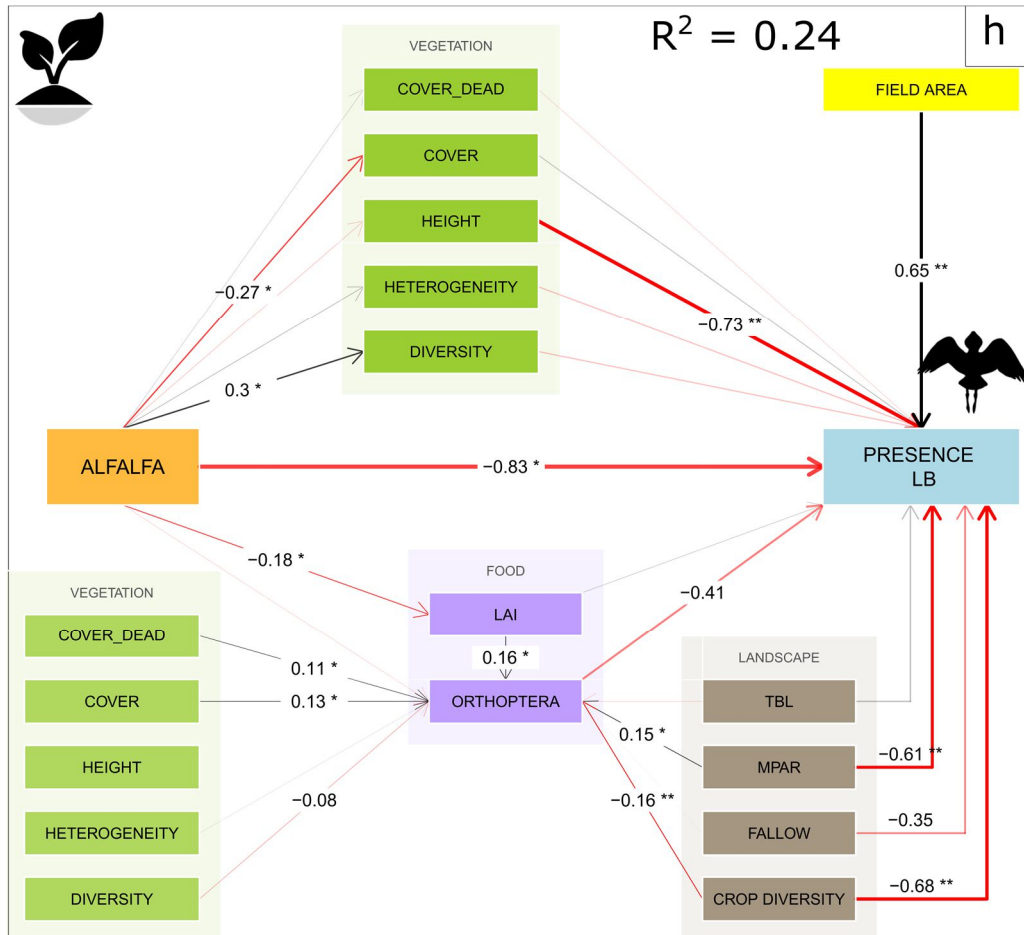 R² = 0.24
h
VEGETATION
COVER_DEAD
COVER
HEIGHT
HETEROGENEITY
DIVERSITY
FIELD AREA
−0.27 *
0.3 *
−0.73 **
0.65 **
ALFALFA
−0.83 *
PRESENCE
LB
−0.18 *
FOOD
LAI
0.16 *
ORTHOPTERA
−0.41
VEGETATION
COVER_DEAD
COVER
HEIGHT
HETEROGENEITY
DIVERSITY
0.11 *
0.13 *
−0.08
LANDSCAPE
TBL
MPAR
FALLOW
CROP DIVERSITY
0.15 *
−0.16 **
−0.61 **
−0.35
−0.68 **